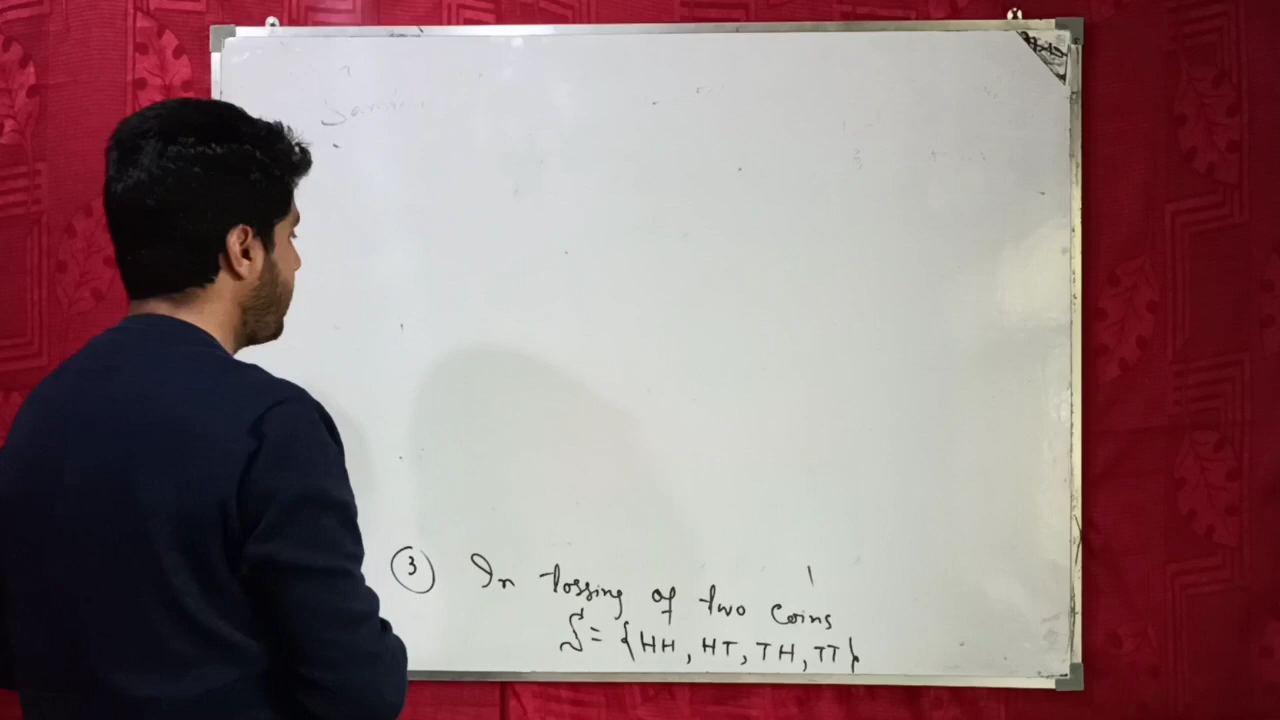 ③ In tossing of two coins
S = {HH, HT, TH, TT}